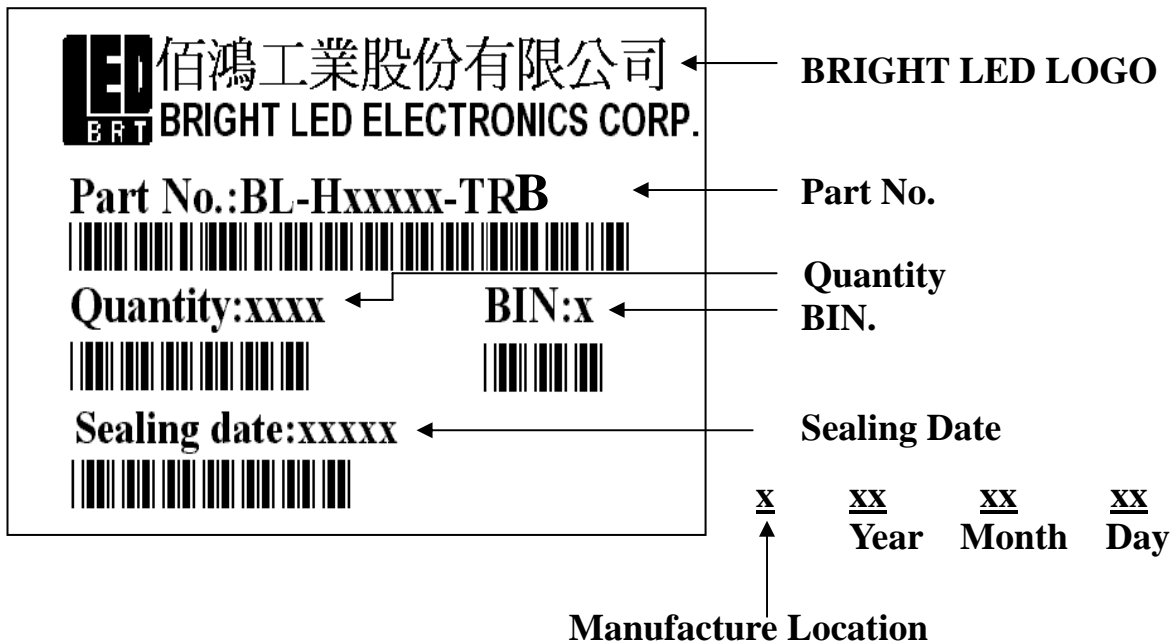 佰鴻工業股份有限公司
BRT BRIGHT LED ELECTRONICS CORP.
BRIGHT LED LOGO
Part No.:BL-Hxxxxx-TRB
Part No.
Quantity:xxxx
BIN:x
Quantity
BIN.
Sealing date:xxxxx
Sealing Date
x xx xx xx
Year Month Day
Manufacture Location